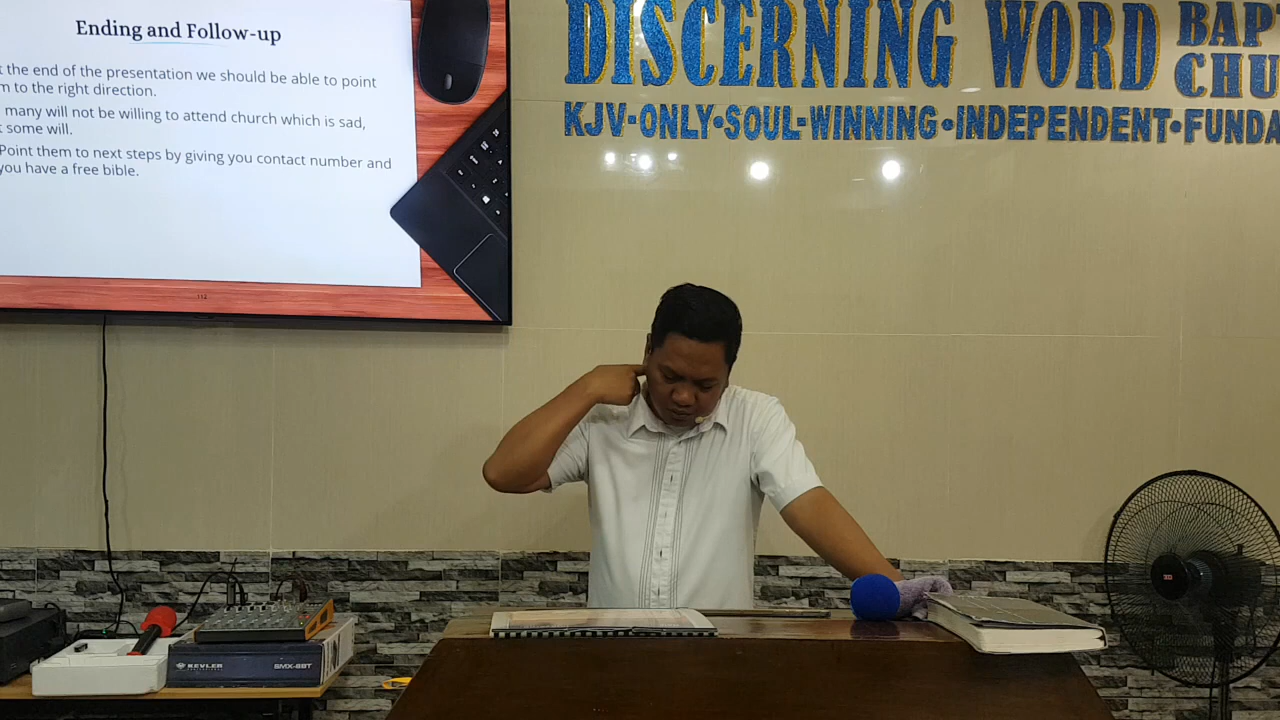 Ending and Follow-up
t the end of the presentation we should be able to point
m to the right direction.
many will not be willing to attend church which is sad,
t some will.
Point them to next steps by giving you contact number and
you have a free bible.
112
DISCERNING WORD BAPT
CHU
KJV•ONLY•SOUL-WINNING•INDEPENDENT•FUNDA
KEVLER
SMX-8BT